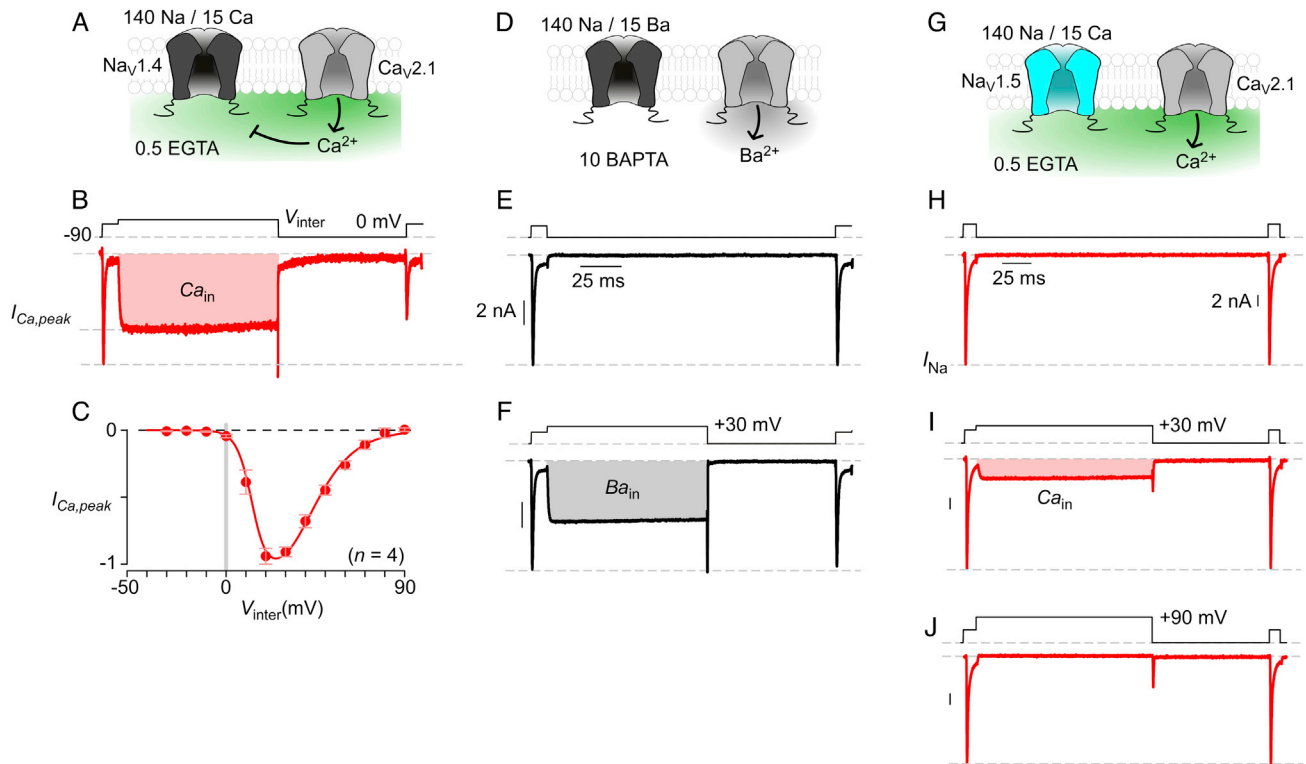 A
140 Na / 15 Ca
NaV1.4
CaV2.1
0.5 EGTA
Ca2+
B
-90
Vinter
0 mV
Cain
ICa,peak
C
0
ICa,peak
-1
(n = 4)
-50
0
90
Vinter(mV)
D
140 Na / 15 Ba
10 BAPTA
Ba2+
E
25 ms
2 nA
F
+30 mV
Bain
G
140 Na / 15 Ca
NaV1.5
CaV2.1
0.5 EGTA
Ca2+
H
25 ms
2 nA
INa
I
+30 mV
Cain
J
+90 mV